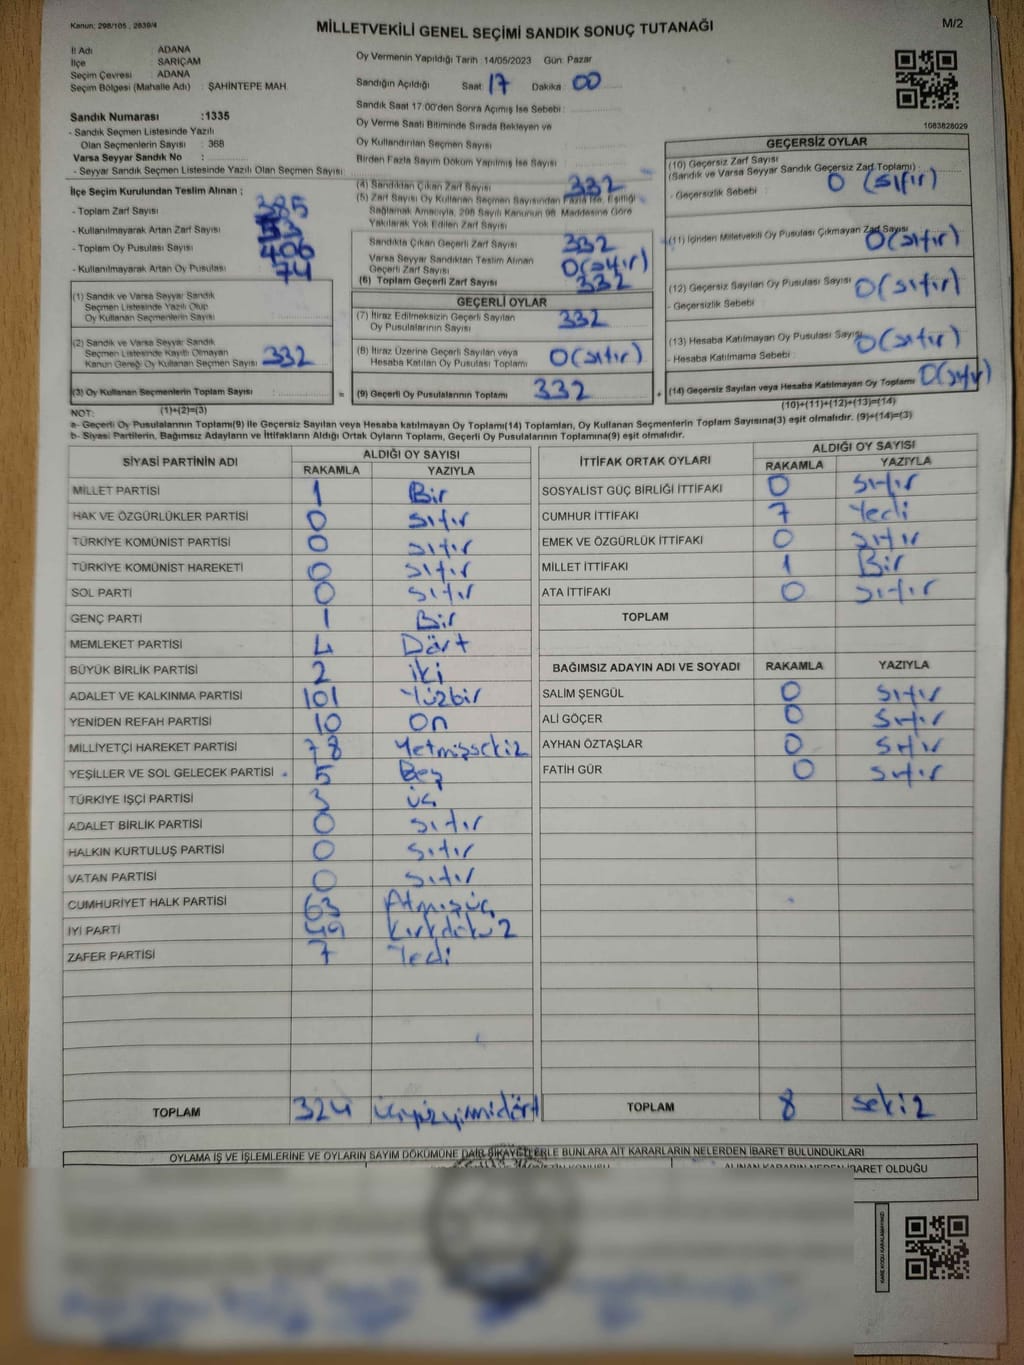 Kanun: 298/105 , 2839/4
MİLLETVEKİLİ GENEL SEÇİMİ SANDIK SONUÇ TUTANAĞI
M/2
İl Adı : ADANA
İlçe : SARIÇAM
Seçim Çevresi : ADANA
Seçim Bölgesi (Mahalle Adı) : ŞAHİNTEPE MAH.
Oy Vermenin Yapıldığı Tarih :14/05/2023 Gün: Pazar
Sandığın Açıldığı Saat: 17 Dakika: 00
Sandık Saat 17:00'den Sonra Açılmış İse Sebebi :
Oy Verme Saati Bitiminde Sırada Bekleyen ve
Oy Kullandırılan Seçmen Sayısı :
Birden Fazla Sayım Döküm Yapılmış İse Sayısı :
1083828029
Sandık Numarası :1335
- Sandık Seçmen Listesinde Yazılı
Olan Seçmenlerin Sayısı : 368
Varsa Seyyar Sandık No :
- Seyyar Sandık Seçmen Listesinde Yazılı Olan Seçmen Sayısı :
İlçe Seçim Kurulundan Teslim Alınan ;
- Toplam Zarf Sayısı : 385
- Kullanılmayarak Artan Zarf Sayısı : 53
- Toplam Oy Pusulası Sayısı : 406
- Kullanılmayarak Artan Oy Pusulası : 74
(1) Sandık ve Varsa Seyyar Sandık
Seçmen Listesinde Yazılı Olup
Oy Kullanan Seçmenlerin Sayısı :
(2) Sandık ve Varsa Seyyar Sandık
Seçmen Listesinde Kayıtlı Olmayan
Kanun Gereği Oy Kullanan Seçmen Sayısı : 332
(3) Oy Kullanan Seçmenlerin Toplam Sayısı :
(1)+(2)=(3)
(4) Sandıktan Çıkan Zarf Sayısı 332
(5) Zarf Sayısı Oy Kullanan Seçmen Sayısından Fazla İse, Eşitliği
Sağlamak Amacıyla, 298 Sayılı Kanunun 98. Maddesine Göre
Yakılarak Yok Edilen Zarf Sayısı
Sandıkta Çıkan Geçerli Zarf Sayısı : 332
Varsa Seyyar Sandıktan Teslim Alınan
Geçerli Zarf Sayısı 0(sıfır)
(6) Toplam Geçerli Zarf Sayısı : 332
GEÇERLİ OYLAR
(7) İtiraz Edilmeksizin Geçerli Sayılan
Oy Pusulalarının Sayısı : 332
(8) İtiraz Üzerine Geçerli Sayılan veya
Hesaba Katılan Oy Pusulası Toplamı : 0(sıfır)
= (9) Geçerli Oy Pusulalarının Toplamı : 332
GEÇERSİZ OYLAR
(10) Geçersiz Zarf Sayısı
(Sandık ve Varsa Seyyar Sandık Geçersiz Zarf Toplamı) : 0 (sıfır)
- Geçersizlik Sebebi :
(11) İçinden Milletvekili Oy Pusulası Çıkmayan Zarf Sayısı 0(sıfır)
(12) Geçersiz Sayılan Oy Pusulası Sayısı : 0(sıfır)
- Geçersizlik Sebebi :
(13) Hesaba Katılmayan Oy Pusulası Sayısı 0(sıfır)
- Hesaba Katılmama Sebebi :
+ (14) Geçersiz Sayılan veya Hesaba Katılmayan Oy Toplamı : 0(sıfır)
(10)+(11)+(12)+(13)=(14)
NOT:
a- Geçerli Oy Pusulalarının Toplamı(9) ile Geçersiz Sayılan veya Hesaba katılmayan Oy Toplamı(14) Toplamları, Oy Kullanan Seçmenlerin Toplam Sayısına(3) eşit olmalıdır. (9)+(14)=(3)
b- Siyasi Partilerin, Bağımsız Adayların ve İttifakların Aldığı Ortak Oyların Toplamı, Geçerli Oy Pusulalarının Toplamına(9) eşit olmalıdır.
SİYASİ PARTİNİN ADI ALDIĞI OY SAYISI
RAKAMLA YAZIYLA
MİLLET PARTİSİ 1 Bir
HAK VE ÖZGÜRLÜKLER PARTİSİ 0 sıfır
TÜRKİYE KOMÜNİST PARTİSİ 0 sıfır
TÜRKİYE KOMÜNİST HAREKETİ 0 sıfır
SOL PARTİ 0 sıfır
GENÇ PARTİ 1 Bir
MEMLEKET PARTİSİ 4 Dört
BÜYÜK BİRLİK PARTİSİ 2 iki
ADALET VE KALKINMA PARTİSİ 101 Yüzbir
YENİDEN REFAH PARTİSİ 10 On
MİLLİYETÇİ HAREKET PARTİSİ 78 Yetmişsekiz
YEŞİLLER VE SOL GELECEK PARTİSİ 5 Beş
TÜRKİYE İŞÇİ PARTİSİ 3 üç
ADALET BİRLİK PARTİSİ 0 sıfır
HALKIN KURTULUŞ PARTİSİ 0 sıfır
VATAN PARTİSİ 0 sıfır
CUMHURİYET HALK PARTİSİ 63 Atmışüç
İYİ PARTİ 49 Kırkdokuz
ZAFER PARTİSİ 7 Yedi
TOPLAM 324 üçyüzyirmidört
İTTİFAK ORTAK OYLARI ALDIĞI OY SAYISI
RAKAMLA YAZIYLA
SOSYALİST GÜÇ BİRLİĞİ İTTİFAKI 0 sıfır
CUMHUR İTTİFAKI 7 Yedi
EMEK VE ÖZGÜRLÜK İTTİFAKI 0 sıfır
MİLLET İTTİFAKI 1 Bir
ATA İTTİFAKI 0 sıfır
TOPLAM
BAĞIMSIZ ADAYIN ADI VE SOYADI RAKAMLA YAZIYLA
SALİM ŞENGÜL 0 sıfır
ALİ GÖÇER 0 sıfır
AYHAN ÖZTAŞLAR 0 sıfır
FATİH GÜR 0 sıfır
TOPLAM 8 sekiz
OYLAMA İŞ VE İŞLEMLERİNE VE OYLARIN SAYIM DÖKÜMÜNE DAİR ŞİKAYETLERLE BUNLARA AİT KARARLARIN NELERDEN İBARET BULUNDUKLARI
ALINAN KARARIN NEDEN İBARET OLDUĞU
KARE KODU KARALAMAYINIZ!